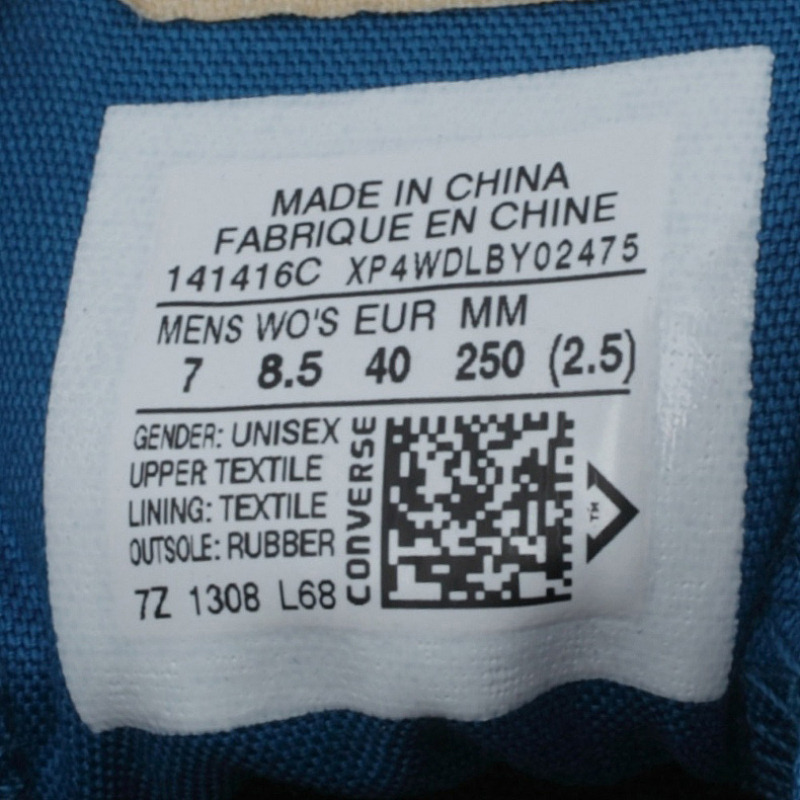 MADE IN CHINA
FABRIQUE EN CHINE
141416C XP4WDLBY02475
MENS WO'S EUR MM
7 8.5 40 250 (2.5)
GENDER: UNISEX
UPPER TEXTILE
LINING: TEXTILE
OUTSOLE: RUBBER
7Z 1308 L68
CONVERSE
TM